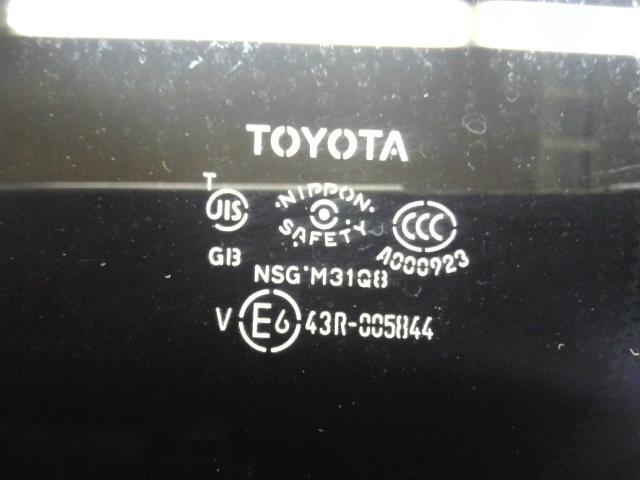 TOYOTA
T
JIS
NIPPON
SAFETY
CCC
GB
A000923
NSG M31Q8
V E6 43R-005844